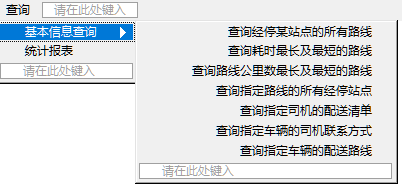 查询
请在此处键入
基本信息查询
统计报表
请在此处键入
查询经停某站点的所有路线
查询耗时最长及最短的路线
查询路线公里数最长及最短的路线
查询指定路线的所有经停站点
查询指定司机的配送清单
查询指定车辆的司机联系方式
查询指定车辆的配送路线
请在此处键入